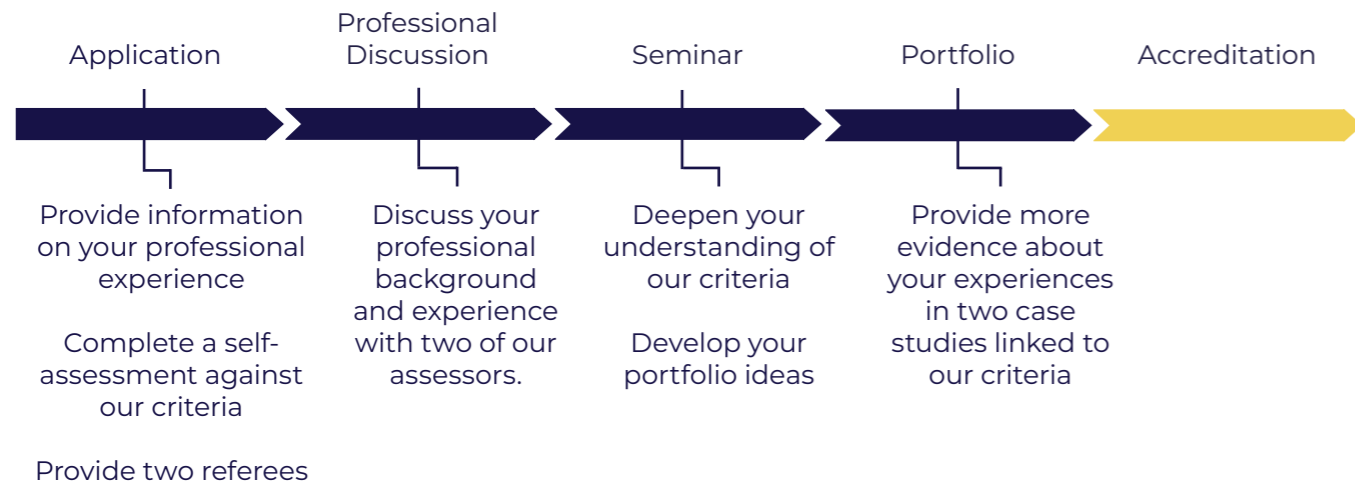 Application
Professional
Discussion
Seminar
Portfolio
Accreditation
Provide information
on your professional
experience
Complete a self-
assessment against
our criteria
Provide two referees
Discuss your
professional
background
and experience
with two of our
assessors.
Deepen your
understanding of
our criteria
Develop your
portfolio ideas
Provide more
evidence about
your experiences
in two case
studies linked to
our criteria